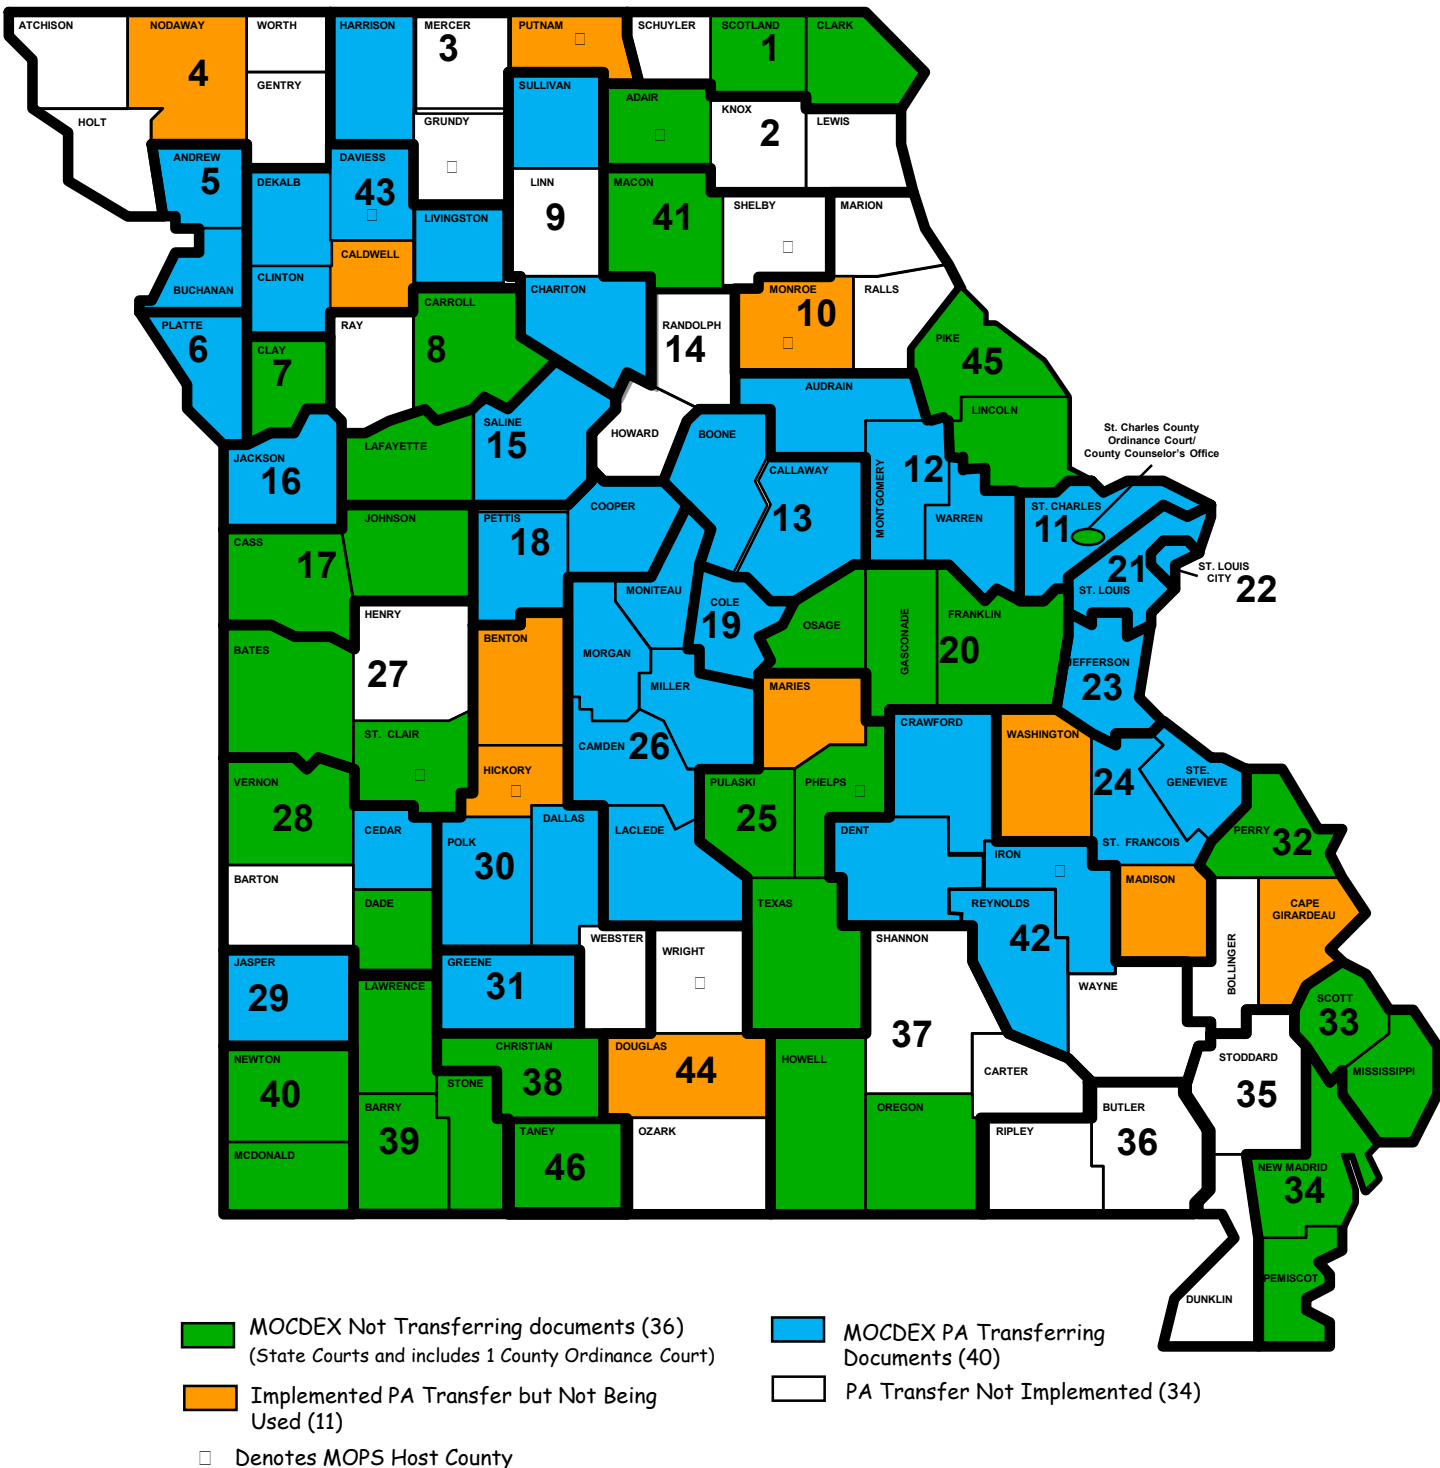 ATCHISON
NODAWAY
4
WORTH
HARRISON
MERCER
3
PUTNAM
SCHUYLER
SCOTLAND
1
CLARK
GENTRY
SULLIVAN
ADAIR
KNOX
2
LEWIS
HOLT
GRUNDY
ANDREW
5
DEKALB
DAVIESS
43
LINN
9
MACON
41
SHELBY
MARION
LIVINGSTON
CALDWELL
CLINTON
BUCHANAN
CHARITON
CARROLL
8
MONROE
10
RALLS
PLATTE
6
RAY
RANDOLPH
14
PIKE
45
CLAY
7
AUDRAIN
LINCOLN
SALINE
15
HOWARD
BOONE
LAFAYETTE
St. Charles County
Ordinance Court/
County Counselor's Office
JACKSON
16
CALLAWAY
13
MONTGOMERY
12
COOPER
ST. CHARLES
11
WARREN
JOHNSON
PETTIS
18
CASS
17
21
ST. LOUIS
ST. LOUIS
CITY
22
MONITEAU
COLE
19
HENRY
27
OSAGE
GASCONADE
FRANKLIN
20
BENTON
BATES
MORGAN
JEFFERSON
23
MILLER
MARIES
ST. CLAIR
CRAWFORD
WASHINGTON
CAMDEN
26
HICKORY
VERNON
28
PULASKI
25
PHELPS
24
STE.
GENEVIEVE
CEDAR
POLK
30
DALLAS
LACLEDE
DENT
PERRY
32
ST. FRANCOIS
IRON
BARTON
MADISON
DADE
TEXAS
REYNOLDS
42
CAPE
GIRARDEAU
WEBSTER
WRIGHT
SHANNON
37
BOLLINGER
JASPER
29
GREENE
31
LAWRENCE
WAYNE
SCOTT
33
CHRISTIAN
38
DOUGLAS
44
NEWTON
40
HOWELL
STODDARD
35
CARTER
MISSISSIPPI
STONE
BARRY
39
OREGON
BUTLER
36
TANEY
46
OZARK
RIPLEY
MCDONALD
NEW MADRID
34
PEMISCOT
DUNKLIN
MOCDEX Not Transferring documents (36)
(State Courts and includes 1 County Ordinance Court)
Implemented PA Transfer but Not Being
Used (11)
Denotes MOPS Host County
MOCDEX PA Transferring
Documents (40)
PA Transfer Not Implemented (34)